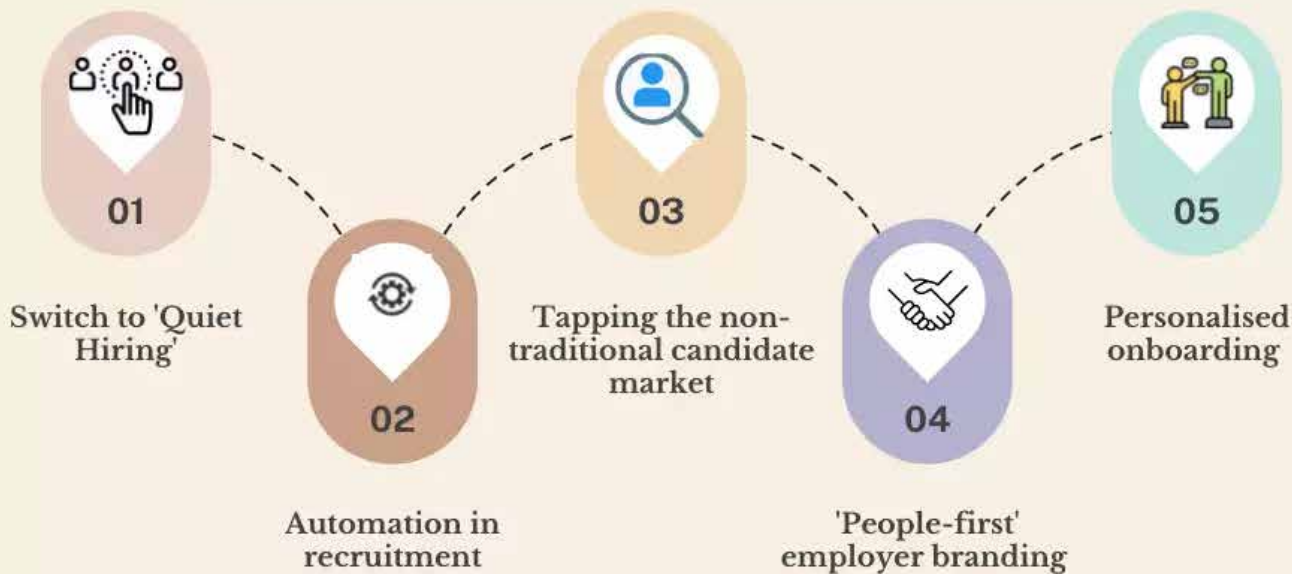 01
Switch to 'Quiet
Hiring'
02
Automation in
recruitment
03
Tapping the non-
traditional candidate
market
04
'People-first'
employer branding
05
Personalised
onboarding